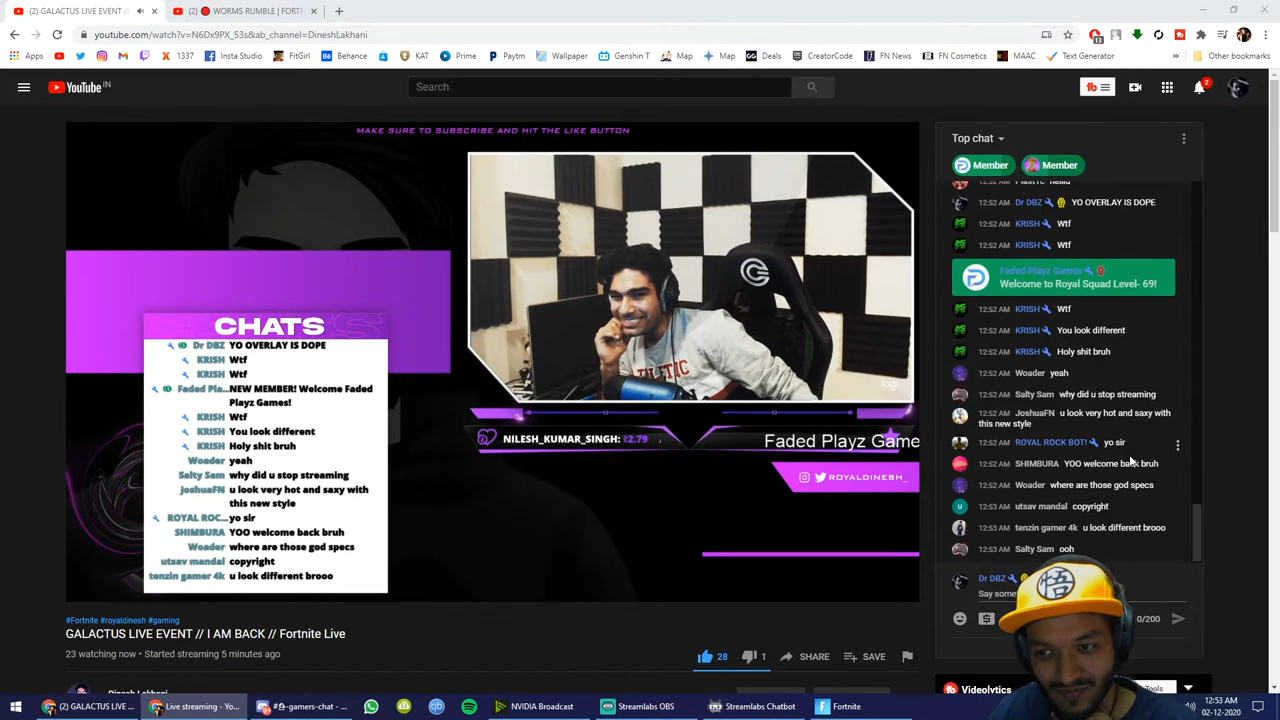 (2) GALACTUS LIVE EVENT //
(2) 🔴 WORMS RUMBLE | FORT
youtube.com/watch?v=N6Dx9PX_53s&ab_channel=DineshLakhani
Apps
1337
Insta Studio
FitGirl
Behance
KAT
Prime
Paytm
Wallpaper
Genshin T
Map
Map
Deals
CreatorCode
FN News
FN Cosmetics
MAAC
Text Generator
»
Other bookmarks
YouTube IN
Search
2
MAKE SURE TO SUBSCRIBE AND HIT THE LIKE BUTTON
CHATS
Dr DBZ YO OVERLAY IS DOPE
KRISH Wtf
KRISH Wtf
Faded Pla... NEW MEMBER! Welcome Faded
Playz Games!
KRISH Wtf
KRISH You look different
KRISH Holy shit bruh
Woader yeah
Salty Sam why did u stop streaming
JoshuaFN u look very hot and saxy with
this new style
ROYAL ROC... yo sir
SHIMBURA YOO welcome back bruh
Woader where are those god specs
utsav mandal copyright
tenzin gamer 4k u look different brooo
NILESH_KUMAR_SINGH: ₹2.79
Faded Playz Game
ROYALDINESH_
Top chat
Member
Member
12:52 AM Dr DBZ YO OVERLAY IS DOPE
12:52 AM KRISH Wtf
12:52 AM KRISH Wtf
Faded Playz Games
Welcome to Royal Squad Level- 69!
12:52 AM KRISH Wtf
12:52 AM KRISH You look different
12:52 AM KRISH Holy shit bruh
12:52 AM Woader yeah
12:52 AM Salty Sam why did u stop streaming
12:52 AM JoshuaFN u look very hot and saxy with
this new style
12:52 AM ROYAL ROCK BOT! yo sir
12:52 AM SHIMBURA YOO welcome back bruh
12:52 AM Woader where are those god specs
12:53 AM utsav mandal copyright
12:53 AM tenzin gamer 4k u look different brooo
12:53 AM Salty Sam ooh
Dr DBZ
Say some
0/200
#Fortnite #royaldinesh #gaming
GALACTUS LIVE EVENT // I AM BACK // Fortnite Live
23 watching now • Started streaming 5 minutes ago
28
1
SHARE
SAVE
Dinesh Lakhani
Videolytics
Tools
(2) GALACTUS LIVE ...
Live streaming - Yo...
NVIDIA Broadcast
Streamlabs OBS
Streamlabs Chatbot
Fortnite
12:53 AM
02-12-2020